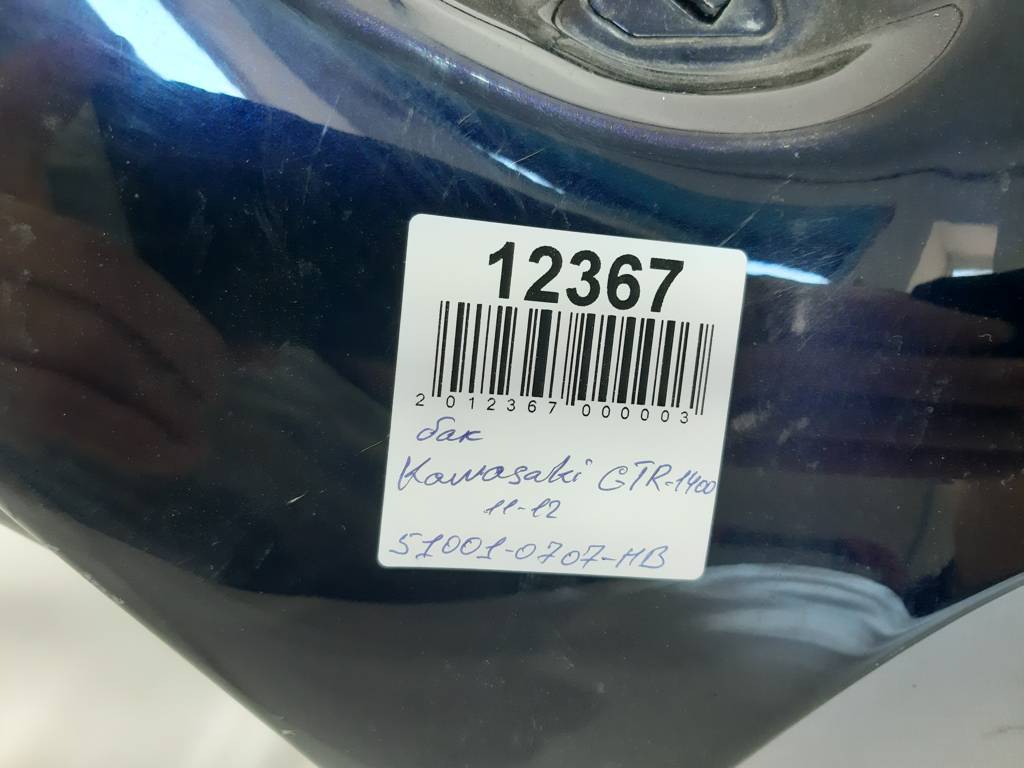 12367
2 012367 000003
бак
Kawasaki GTR-1400
11-12
51001-0707-HB